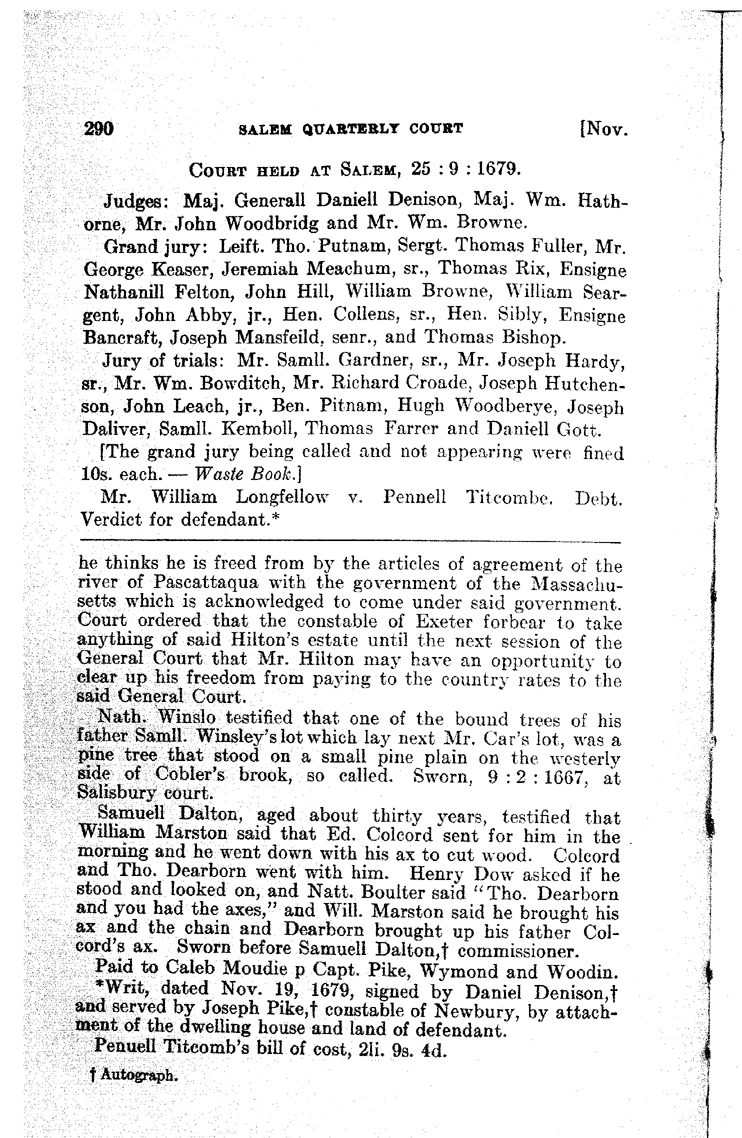 290 SALEM QUARTERLY COURT [Nov.
COURT HELD AT SALEM, 25 : 9 : 1679.
Judges: Maj. Generall Daniell Denison, Maj. Wm. Hath-
orne, Mr. John Woodbridg and Mr. Wm. Browne.
Grand jury: Leift. Tho. Putnam, Sergt. Thomas Fuller, Mr.
George Keaser, Jeremiah Meachum, sr., Thomas Rix, Ensigne
Nathanill Felton, John Hill, William Browne, William Sear-
gent, John Abby, jr., Hen. Collens, sr., Hen. Sibly, Ensigne
Bancraft, Joseph Mansfeild, senr., and Thomas Bishop.
Jury of trials: Mr. Samll. Gardner, sr., Mr. Joseph Hardy,
sr., Mr. Wm. Bowditch, Mr. Richard Croade, Joseph Hutchen-
son, John Leach, jr., Ben. Pitnam, Hugh Woodberye, Joseph
Daliver, Samll. Kemboll, Thomas Farrer and Daniell Gott.
[The grand jury being called and not appearing were fined
10s. each. — Waste Book.]
Mr. William Longfellow v. Pennell Titcombe. Debt.
Verdict for defendant.*
he thinks he is freed from by the articles of agreement of the
river of Pascattaqua with the government of the Massachu-
setts which is acknowledged to come under said government.
Court ordered that the constable of Exeter forbear to take
anything of said Hilton's estate until the next session of the
General Court that Mr. Hilton may have an opportunity to
clear up his freedom from paying to the country rates to the
said General Court.
Nath. Winslo testified that one of the bound trees of his
father Samll. Winsley's lot which lay next Mr. Car's lot, was a
pine tree that stood on a small pine plain on the westerly
side of Cobler's brook, so called. Sworn, 9 : 2 : 1667, at
Salisbury court.
Samuell Dalton, aged about thirty years, testified that
William Marston said that Ed. Colcord sent for him in the
morning and he went down with his ax to cut wood. Colcord
and Tho. Dearborn went with him. Henry Dow asked if he
stood and looked on, and Natt. Boulter said "Tho. Dearborn
and you had the axes," and Will. Marston said he brought his
ax and the chain and Dearborn brought up his father Col-
cord's ax. Sworn before Samuell Dalton,† commissioner.
Paid to Caleb Moudie p Capt. Pike, Wymond and Woodin.
*Writ, dated Nov. 19, 1679, signed by Daniel Denison,†
and served by Joseph Pike,† constable of Newbury, by attach-
ment of the dwelling house and land of defendant.
Penuell Titcomb's bill of cost, 2li. 9s. 4d.
† Autograph.